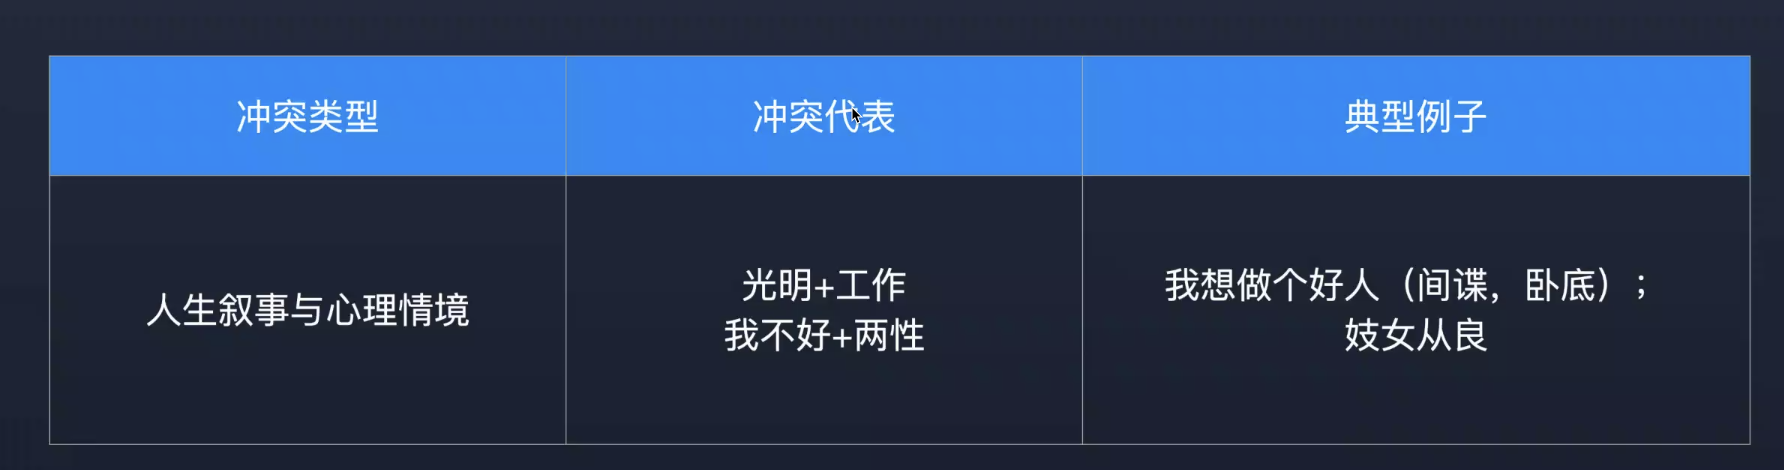 冲突类型
冲突代表
典型例子
人生叙事与心理情境
光明+工作
我不好+两性
我想做个好人（间谍，卧底）；
妓女从良